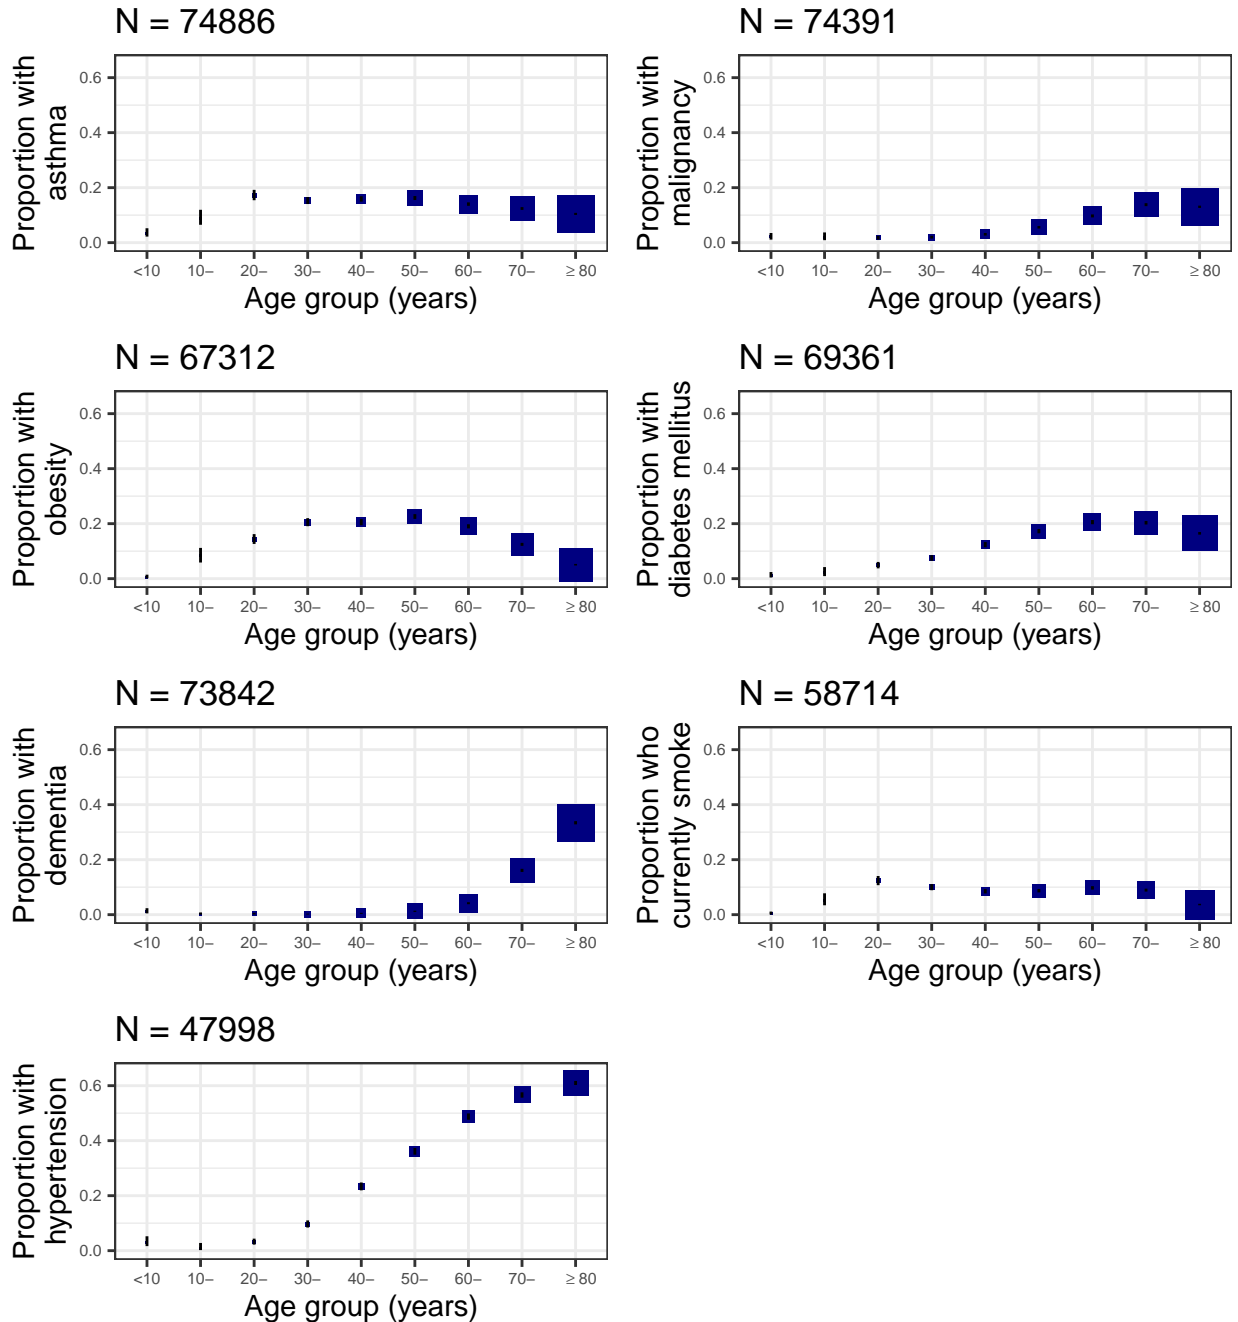 N = 74886
Proportion with
asthma
0.6
0.4
0.2
0.0
<10 10– 20– 30– 40– 50– 60– 70– ≥ 80
Age group (years)
N = 74391
Proportion with
malignancy
0.6
0.4
0.2
0.0
<10 10– 20– 30– 40– 50– 60– 70– ≥ 80
Age group (years)
N = 67312
Proportion with
obesity
0.6
0.4
0.2
0.0
<10 10– 20– 30– 40– 50– 60– 70– ≥ 80
Age group (years)
N = 69361
Proportion with
diabetes mellitus
0.6
0.4
0.2
0.0
<10 10– 20– 30– 40– 50– 60– 70– ≥ 80
Age group (years)
N = 73842
Proportion with
dementia
0.6
0.4
0.2
0.0
<10 10– 20– 30– 40– 50– 60– 70– ≥ 80
Age group (years)
N = 58714
Proportion who
currently smoke
0.6
0.4
0.2
0.0
<10 10– 20– 30– 40– 50– 60– 70– ≥ 80
Age group (years)
N = 47998
Proportion with
hypertension
0.6
0.4
0.2
0.0
<10 10– 20– 30– 40– 50– 60– 70– ≥ 80
Age group (years)